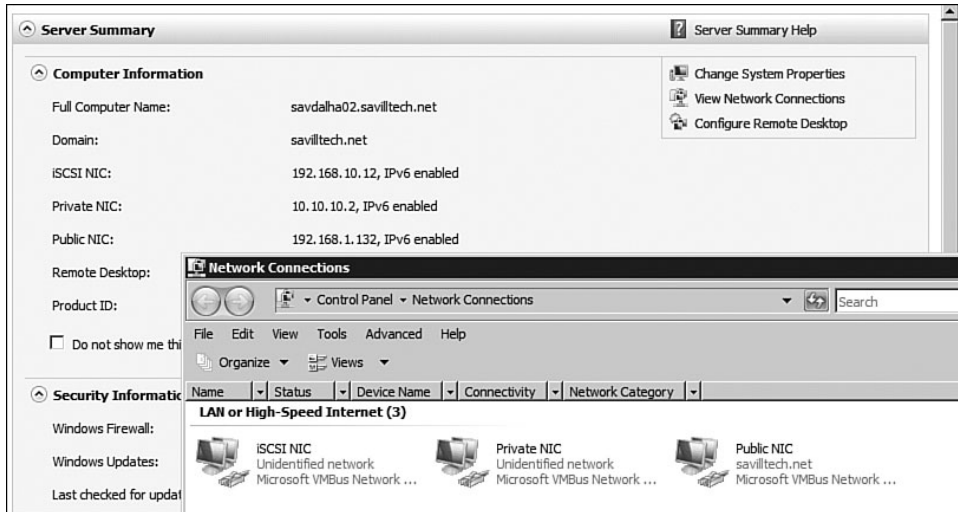 Server Summary
Server Summary Help
Computer Information
Change System Properties
Full Computer Name: savdalha02.savilltech.net
View Network Connections
Domain: savilltech.net
Configure Remote Desktop
iSCSI NIC: 192.168.10.12, IPv6 enabled
Private NIC: 10.10.10.2, IPv6 enabled
Public NIC: 192.168.1.132, IPv6 enabled
Remote Desktop:
Product ID:
Do not show me
Security
Windows Firewall:
Windows Updates:
Last checked for
Network Connections
Control Panel Network Connections
Search
File Edit View Tools Advanced Help
Organize Views
Name Status Device Name Connectivity Network Category
LAN or High-Speed Internet (3)
iSCSI NIC
Unidentified network
Microsoft VMBus Network ...
Private NIC
Unidentified network
Microsoft VMBus Network ...
Public NIC
savilltech.net
Microsoft VMBus Network ...